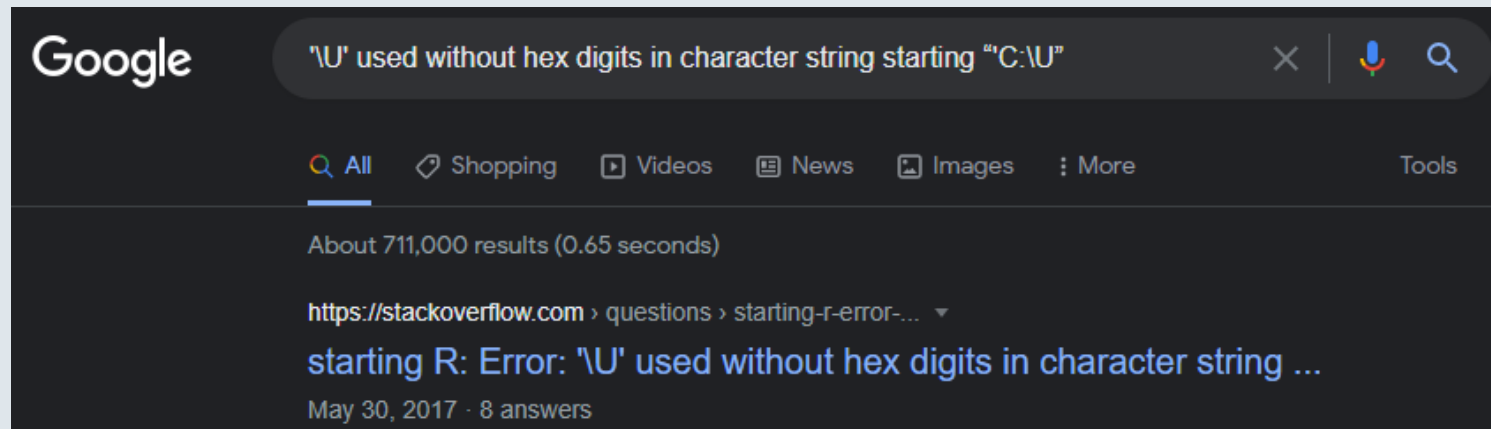 Google
'\U' used without hex digits in character string starting “'C:\U”
All Shopping Videos News Images More Tools
About 711,000 results (0.65 seconds)
https://stackoverflow.com › questions › starting-r-error-...
starting R: Error: '\U' used without hex digits in character string ...
May 30, 2017 · 8 answers